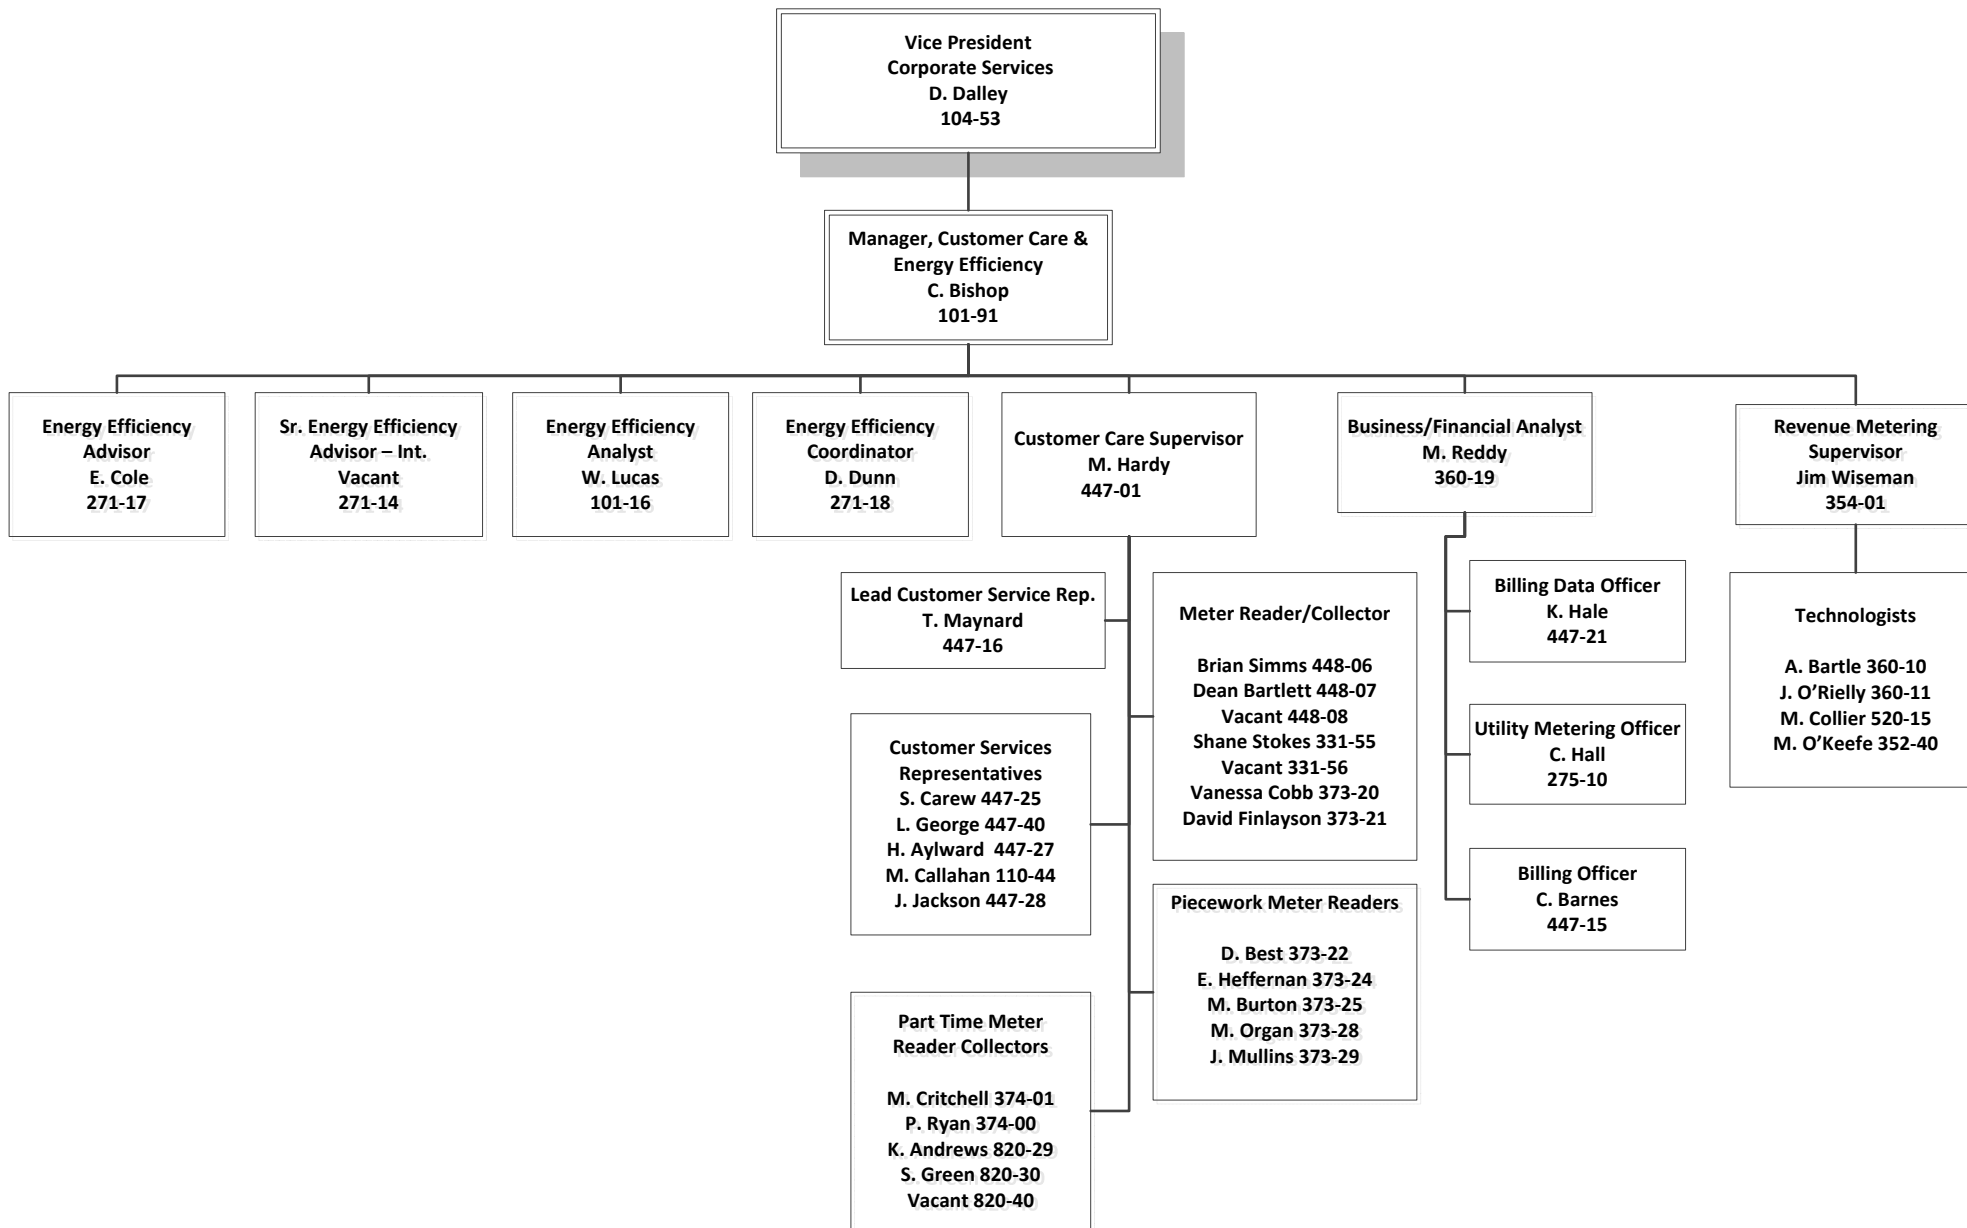 Vice President
Corporate Services
D. Dalley
104-53
Manager, Customer Care &
Energy Efficiency
C. Bishop
101-91
Energy Efficiency
Advisor
E. Cole
271-17
Sr. Energy Efficiency
Advisor – Int.
Vacant
271-14
Energy Efficiency
Analyst
W. Lucas
101-16
Energy Efficiency
Coordinator
D. Dunn
271-18
Customer Care Supervisor
M. Hardy
447-01
Business/Financial Analyst
M. Reddy
360-19
Revenue Metering
Supervisor
Jim Wiseman
354-01
Lead Customer Service Rep.
T. Maynard
447-16
Customer Services
Representatives
S. Carew 447-25
L. George 447-40
H. Aylward  447-27
M. Callahan 110-44
J. Jackson 447-28
Part Time Meter
Reader Collectors
M. Critchell 374-01
P. Ryan 374-00
K. Andrews 820-29
S. Green 820-30
Vacant 820-40
Meter Reader/Collector
Brian Simms 448-06
Dean Bartlett 448-07
Vacant 448-08
Shane Stokes 331-55
Vacant 331-56
Vanessa Cobb 373-20
David Finlayson 373-21
Piecework Meter Readers
D. Best 373-22
E. Heffernan 373-24
M. Burton 373-25
M. Organ 373-28
J. Mullins 373-29
Billing Data Officer
K. Hale
447-21
Utility Metering Officer
C. Hall
275-10
Billing Officer
C. Barnes
447-15
Technologists
A. Bartle 360-10
J. O’Rielly 360-11
M. Collier 520-15
M. O’Keefe 352-40